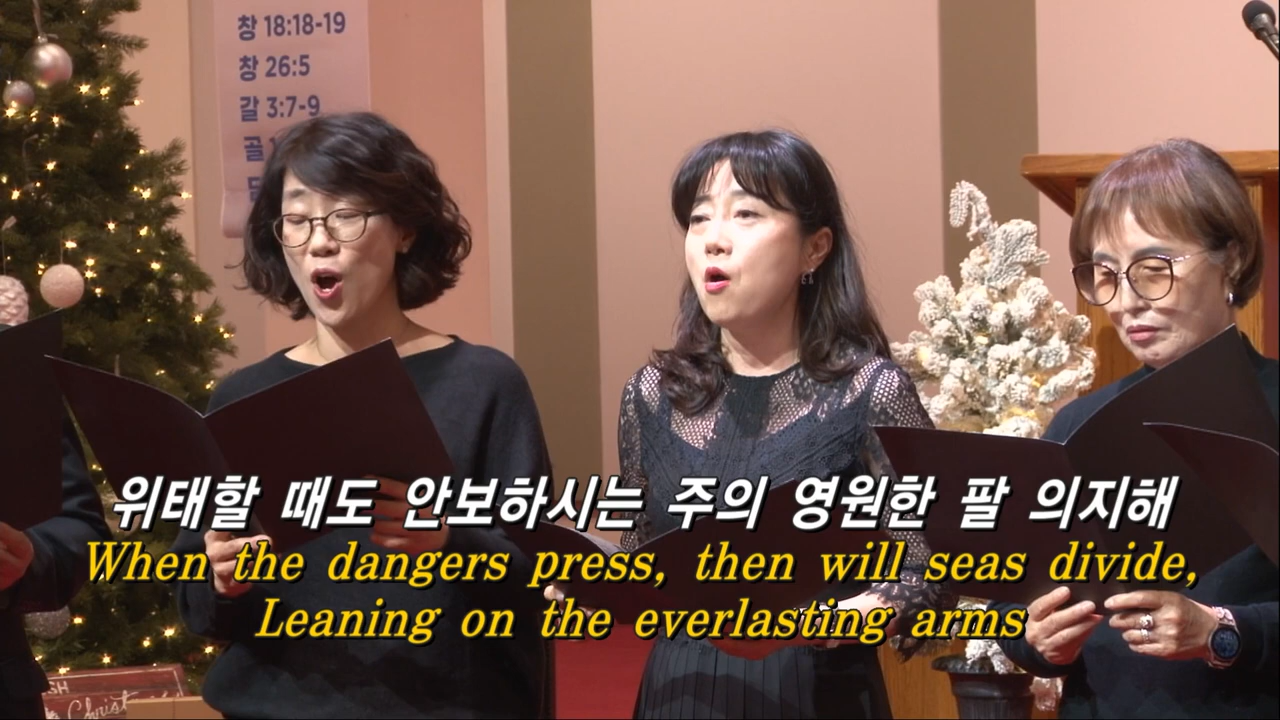 창 18:18-19
창 26:5
갈 3:7-9
골
위태할 때도 안보하시는 주의 영원한 팔 의지해
When the dangers press, then will seas divide,
Leaning on the everlasting arms
Christ